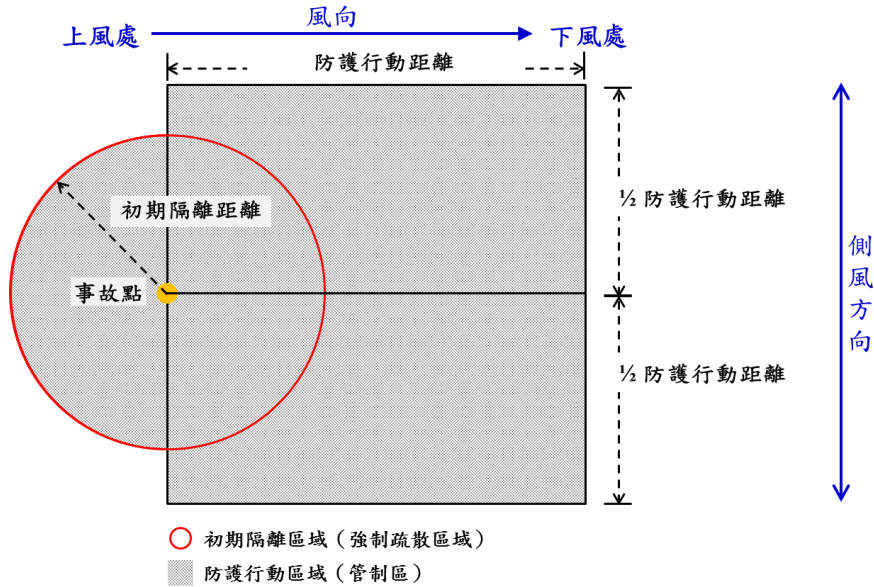 風向
上風處
下風處
防護行動距離
½ 防護行動距離
初期隔離距離
側風方向
事故點
½ 防護行動距離
初期隔離區域（強制疏散區域）
防護行動區域（管制區）